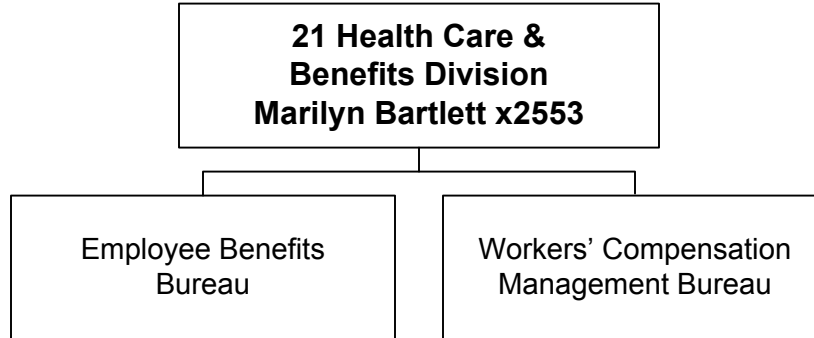 21 Health Care &
Benefits Division
Marilyn Bartlett x2553
Employee Benefits
Bureau
Workers’ Compensation
Management Bureau